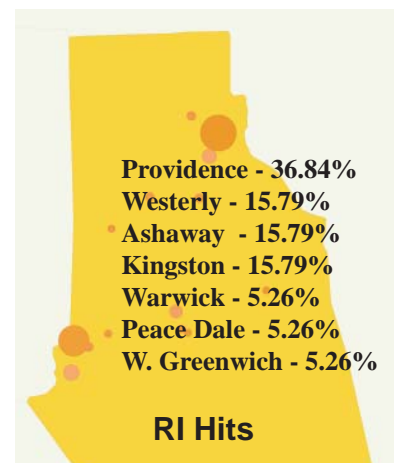 Providence - 36.84%
Westerly - 15.79%
Ashaway - 15.79%
Kingston - 15.79%
Warwick - 5.26%
Peace Dale - 5.26%
W. Greenwich - 5.26%
RI Hits